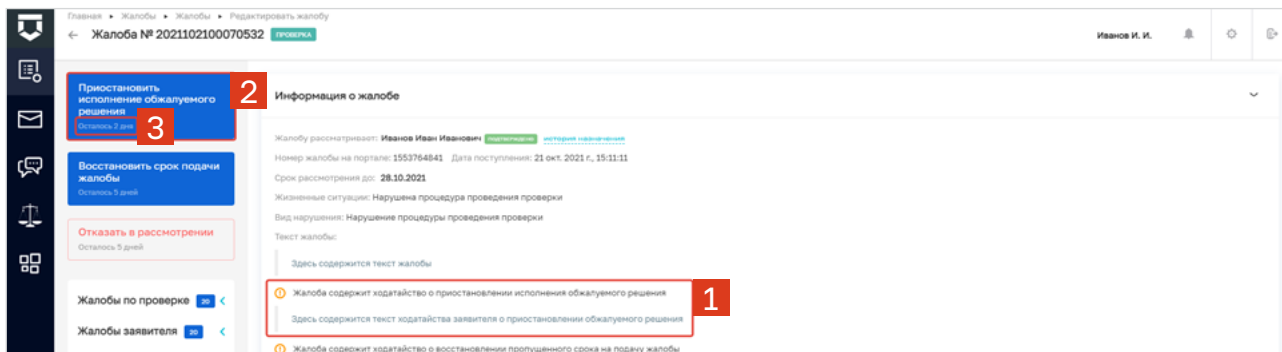 Главная ▸ Жалобы ▸ Жалобы ▸ Редактировать жалобу
← Жалоба № 2021102100070532 ПРОВЕРКА
Иванов И. И.
Приостановить
исполнение обжалуемого
решения
Осталось 2 дня
2
3
Восстановить срок подачи
жалобы
Осталось 5 дней
Отказать в рассмотрении
Осталось 5 дней
Жалобы по проверке 20
Жалобы заявителя 20
Информация о жалобе
Жалобу рассматривает: Иванов Иван Иванович подтверждено история назначения
Номер жалобы на портале: 1553764841 Дата поступления: 21 окт. 2021 г., 15:11:11
Срок рассмотрения до: 28.10.2021
Жизненные ситуации: Нарушена процедура проведения проверки
Вид нарушения: Нарушение процедуры проведения проверки
Текст жалобы:
Здесь содержится текст жалобы
Жалоба содержит ходатайство о приостановлении исполнения обжалуемого решения
1
Здесь содержится текст ходатайства заявителя о приостановлении обжалуемого решения
Жалоба содержит ходатайство о восстановлении пропущенного срока на подачу жалобы